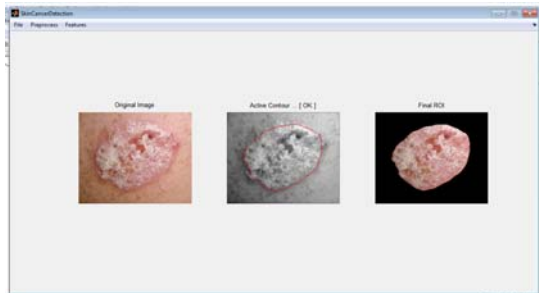 SkinCancerDetection
File Preprocess Features
Original Image
Active Contour ... [ OK ]
Final ROI